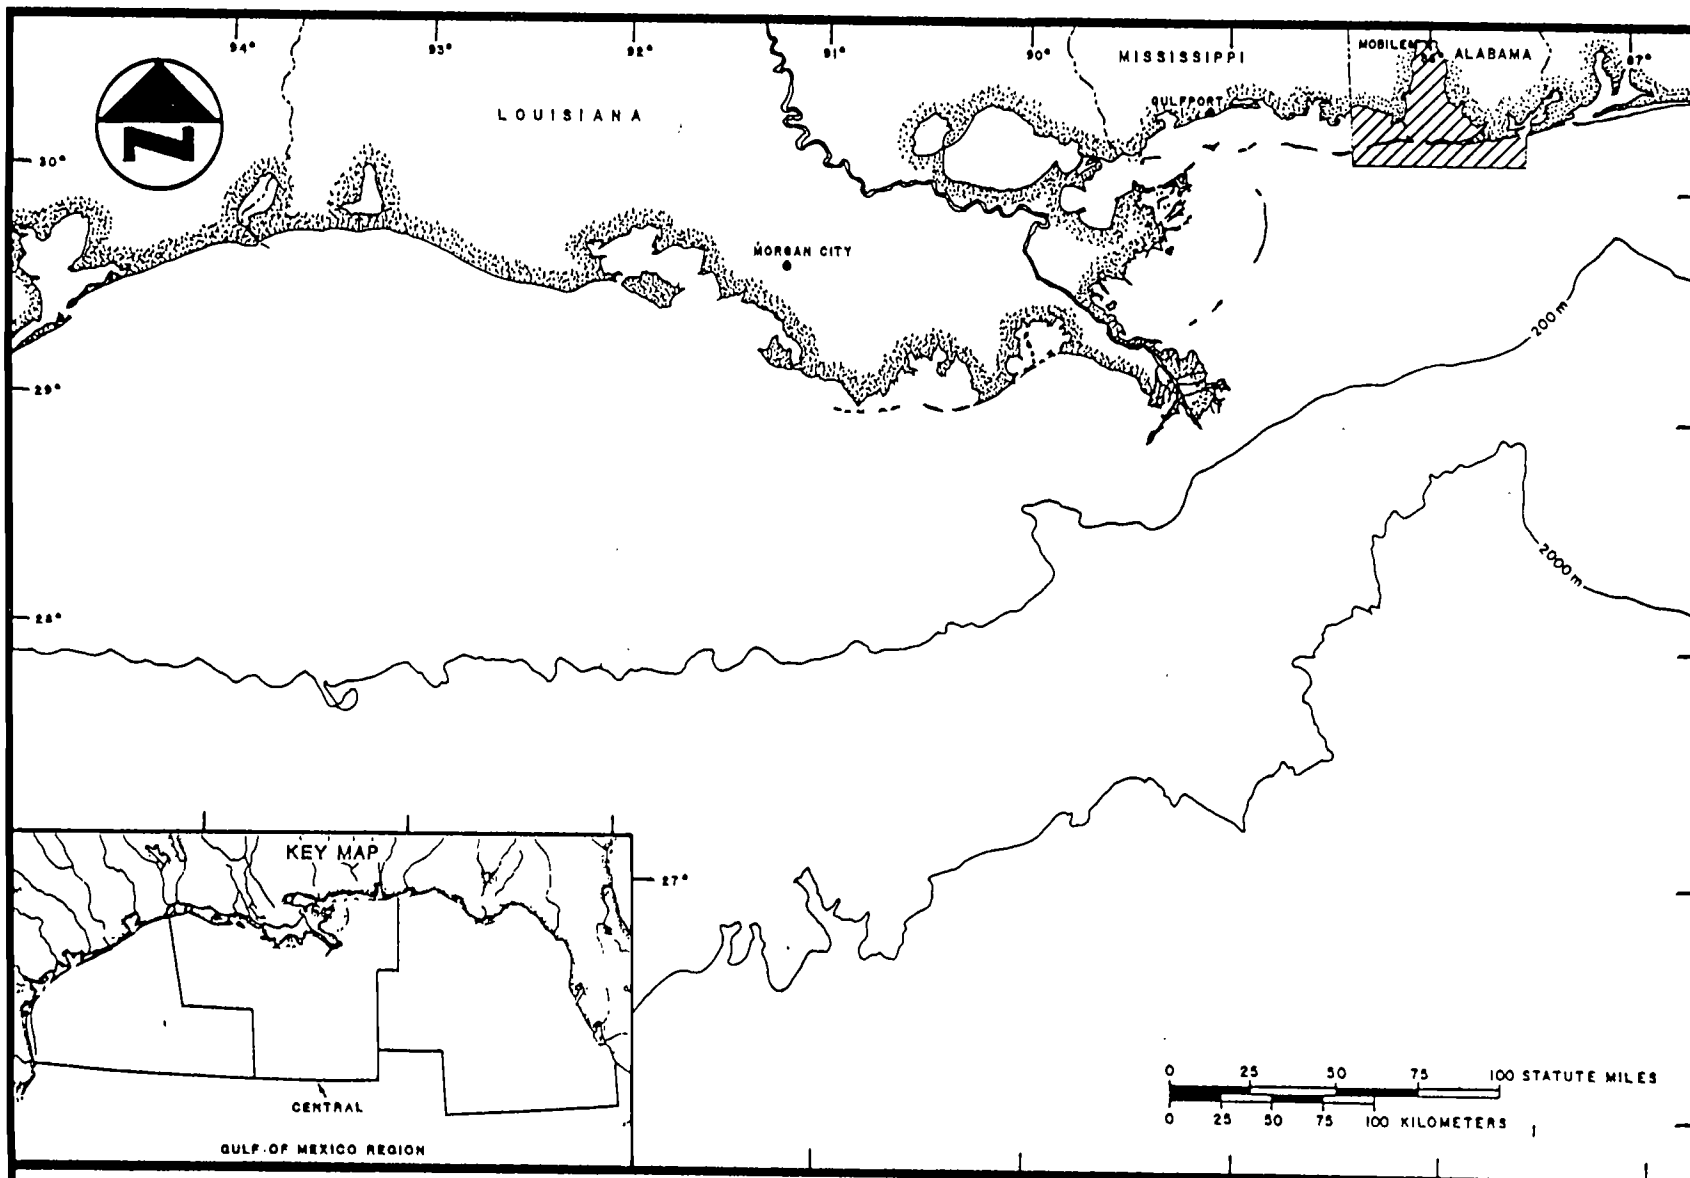 94°
93°
92°
91°
90°
MISSISSIPPI
MOBILE
88°
ALABAMA
87°
LOUISIANA
GULFPORT
N
30°
MORGAN CITY
200 m
29°
2000 m
28°
KEY MAP
27°
CENTRAL
GULF OF MEXICO REGION
0 25 50 75 100 STATUTE MILES
0 25 50 75 100 KILOMETERS